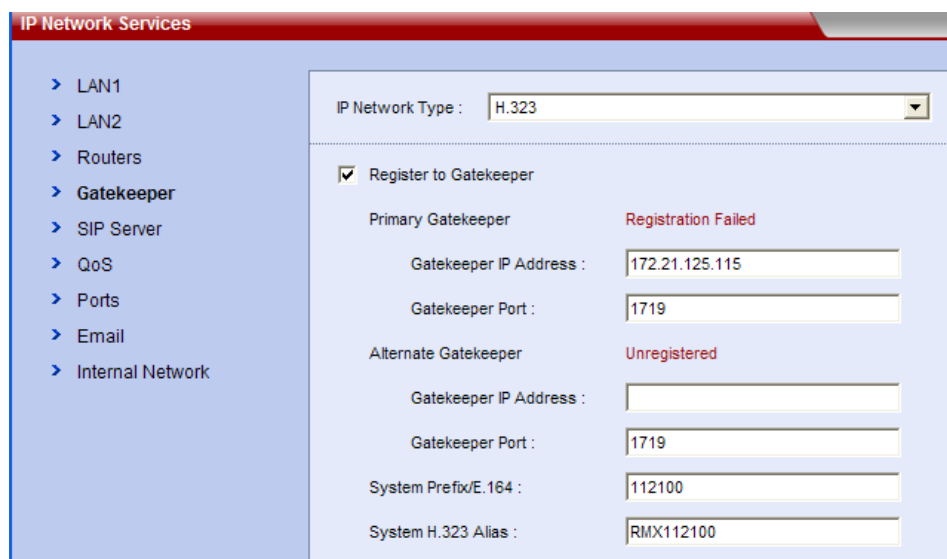 IP Network Services
LAN1
LAN2
Routers
Gatekeeper
SIP Server
QoS
Ports
Email
Internal Network
IP Network Type : H.323
Register to Gatekeeper
Primary Gatekeeper Registration Failed
Gatekeeper IP Address : 172.21.125.115
Gatekeeper Port : 1719
Alternate Gatekeeper Unregistered
Gatekeeper IP Address :
Gatekeeper Port : 1719
System Prefix/E.164 : 112100
System H.323 Alias : RMX112100